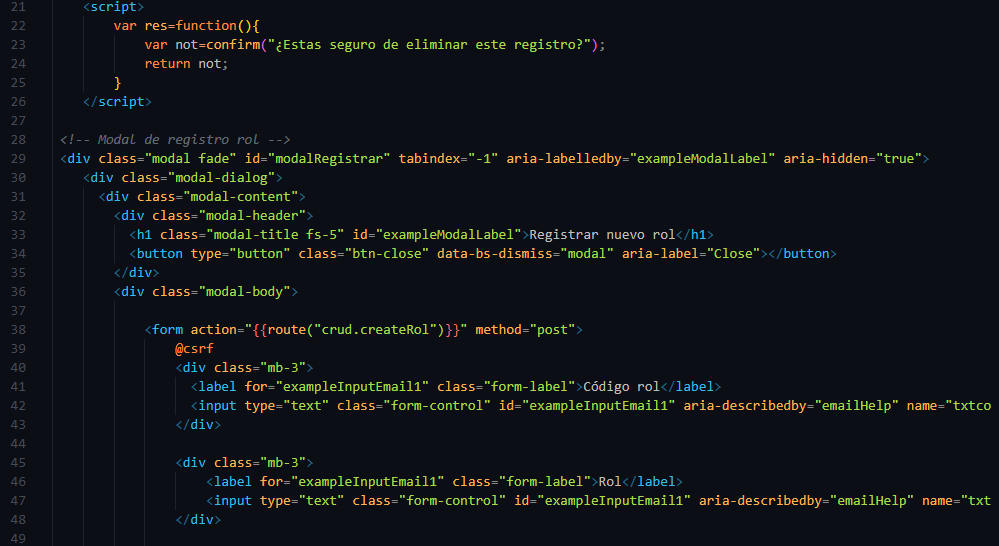 21 <script>
22 var res=function(){
23 var not=confirm("¿Estas seguro de eliminar este registro?");
24 return not;
25 }
26 </script>
27
28 <!-- Modal de registro rol -->
29 <div class="modal fade" id="modalRegistrar" tabindex="-1" aria-labelledby="exampleModalLabel" aria-hidden="true">
30 <div class="modal-dialog">
31 <div class="modal-content">
32 <div class="modal-header">
33 <h1 class="modal-title fs-5" id="exampleModalLabel">Registrar nuevo rol</h1>
34 <button type="button" class="btn-close" data-bs-dismiss="modal" aria-label="Close"></button>
35 </div>
36 <div class="modal-body">
37
38 <form action="{{route("crud.createRol")}}" method="post">
39 @csrf
40 <div class="mb-3">
41 <label for="exampleInputEmail1" class="form-label">Código rol</label>
42 <input type="text" class="form-control" id="exampleInputEmail1" aria-describedby="emailHelp" name="txtco
43 </div>
44
45 <div class="mb-3">
46 <label for="exampleInputEmail1" class="form-label">Rol</label>
47 <input type="text" class="form-control" id="exampleInputEmail1" aria-describedby="emailHelp" name="txt
48 </div>
49